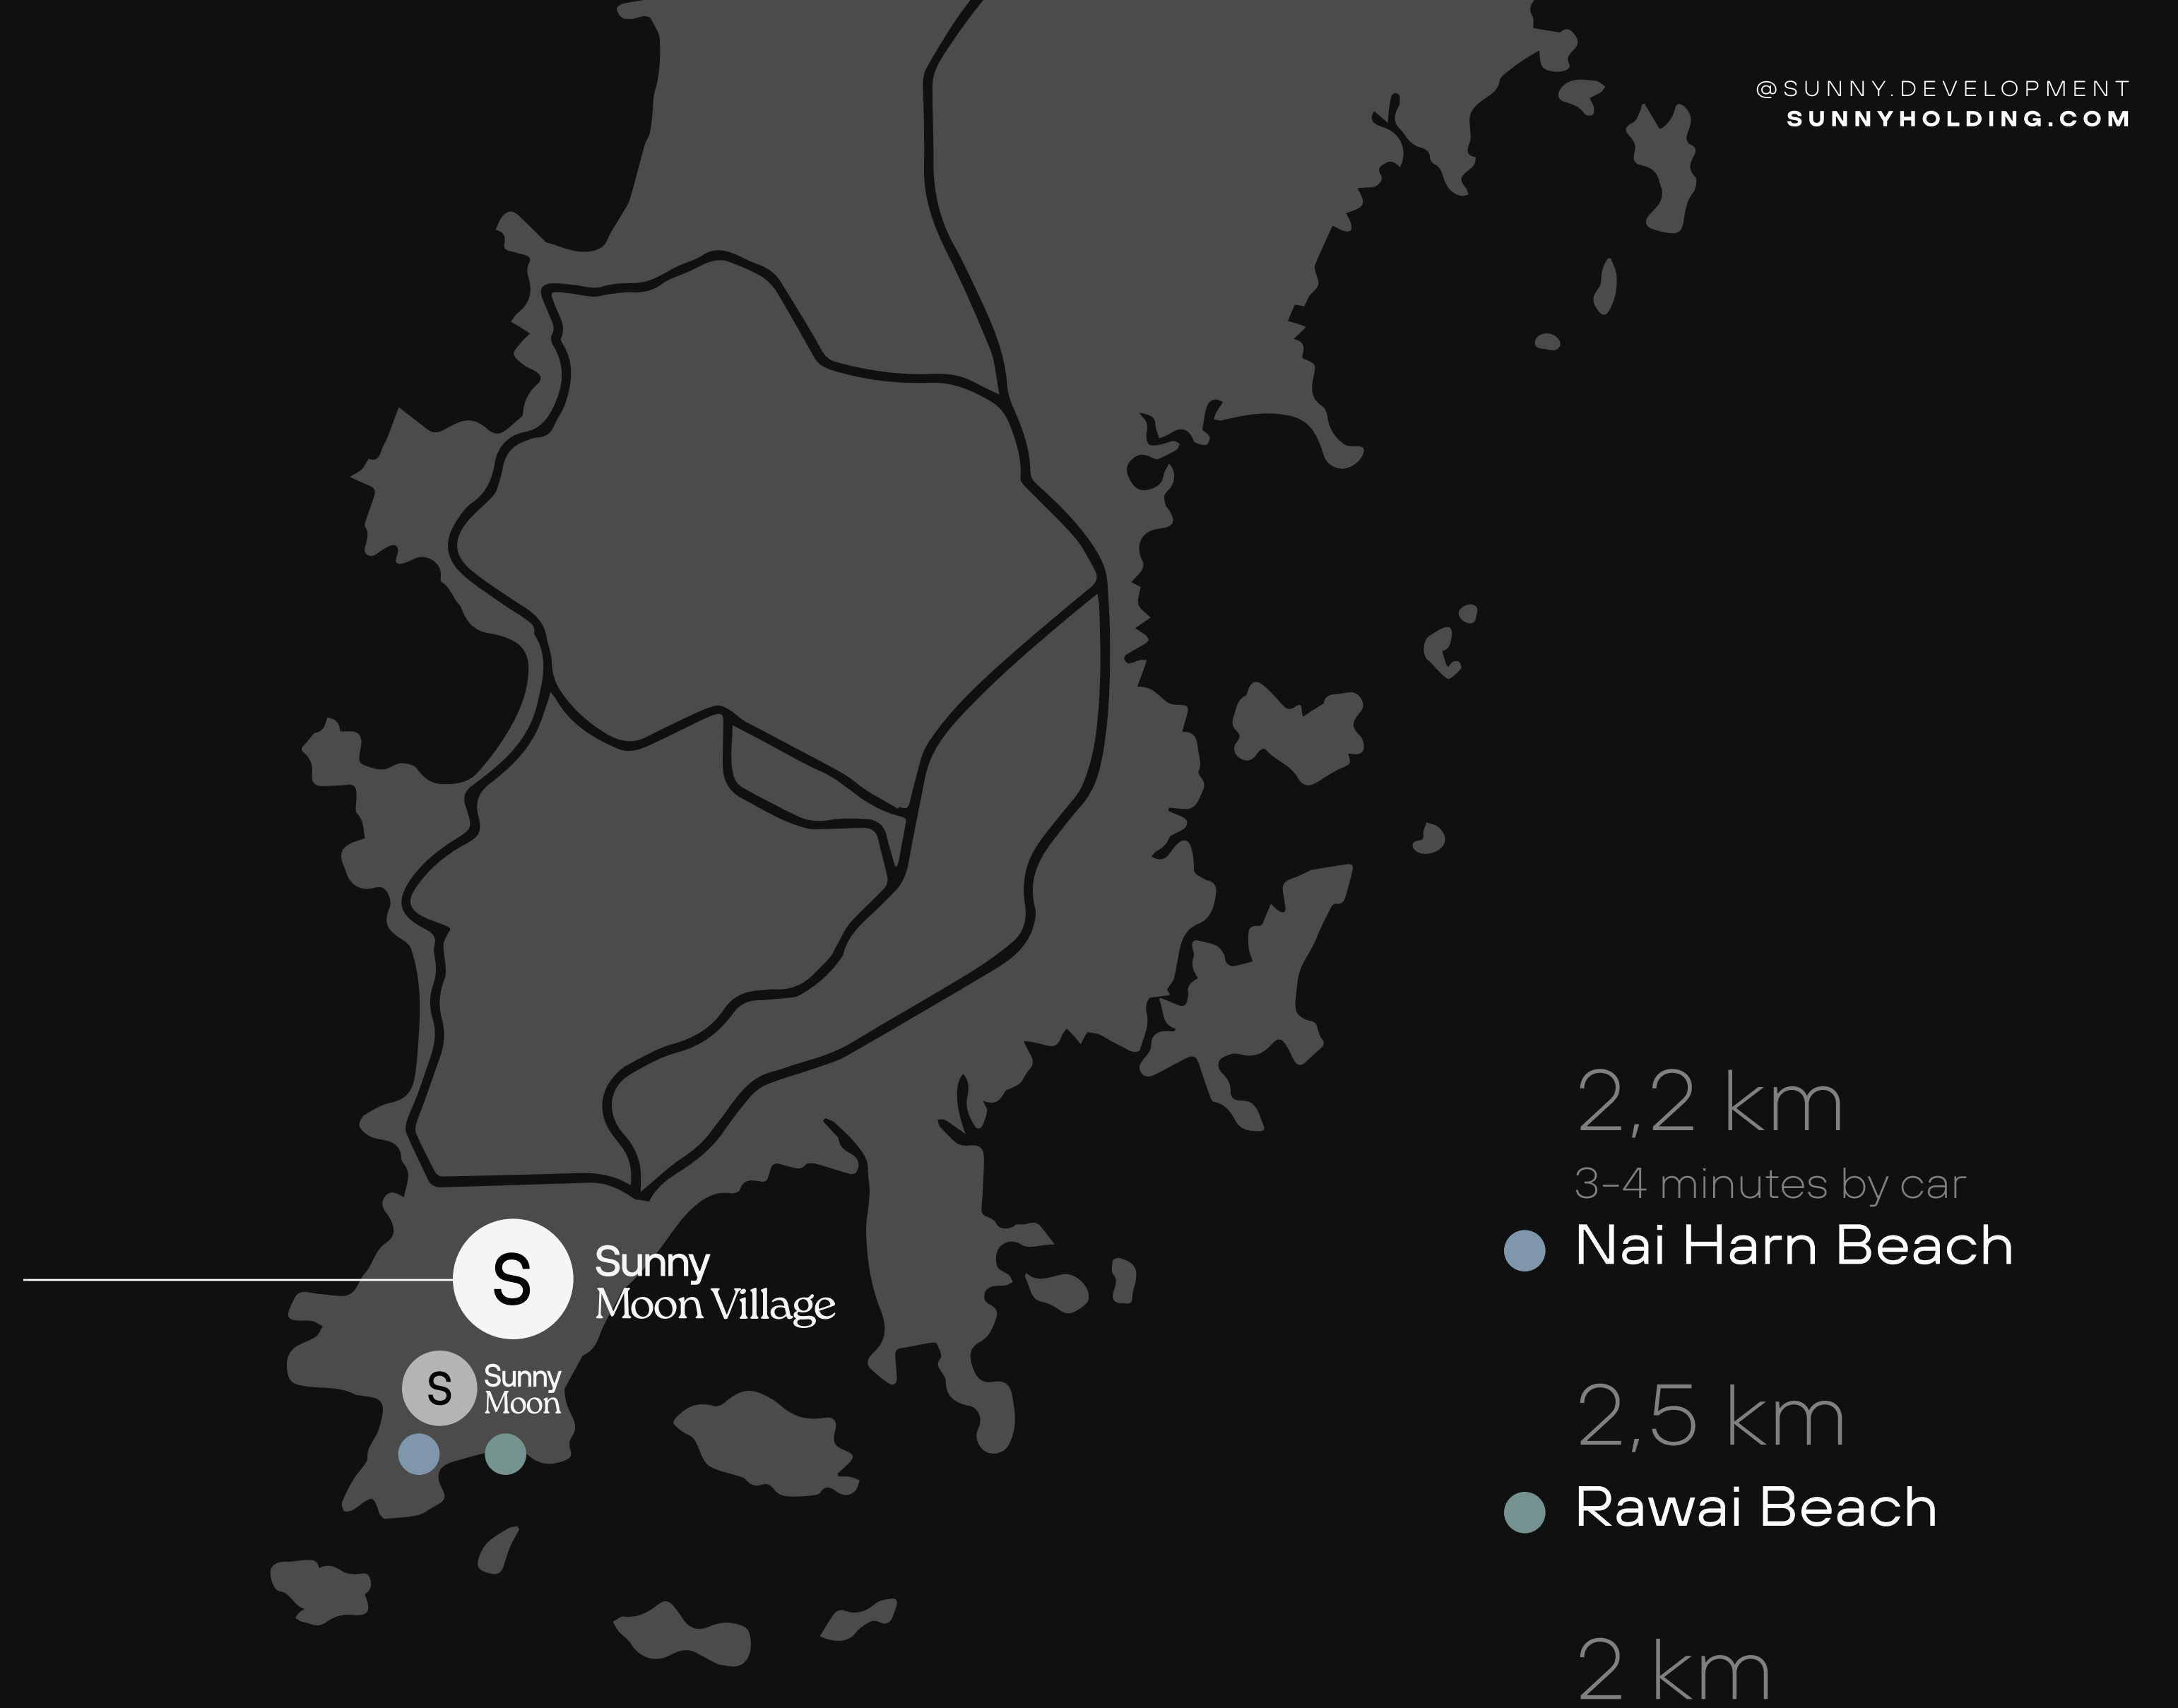 @SUNNY.DEVELOPMENT
SUNNYHOLDING.COM
2,2 km
3–4 minutes by car
Nai Harn Beach
S
Sunny
Moon Village
S
Sunny
Moon
2,5 km
Rawai Beach
2 km